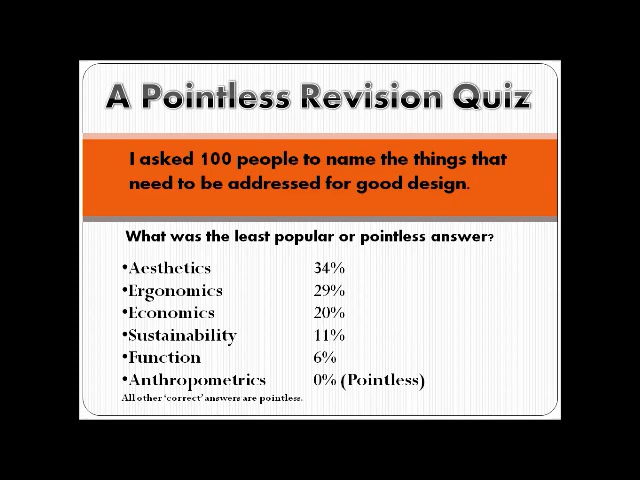 A Pointless Revision Quiz
I asked 100 people to name the things that
need to be addressed for good design.
What was the least popular or pointless answer?
•Aesthetics 34%
•Ergonomics 29%
•Economics 20%
•Sustainability 11%
•Function 6%
•Anthropometrics 0% (Pointless)
All other ‘correct’ answers are pointless.